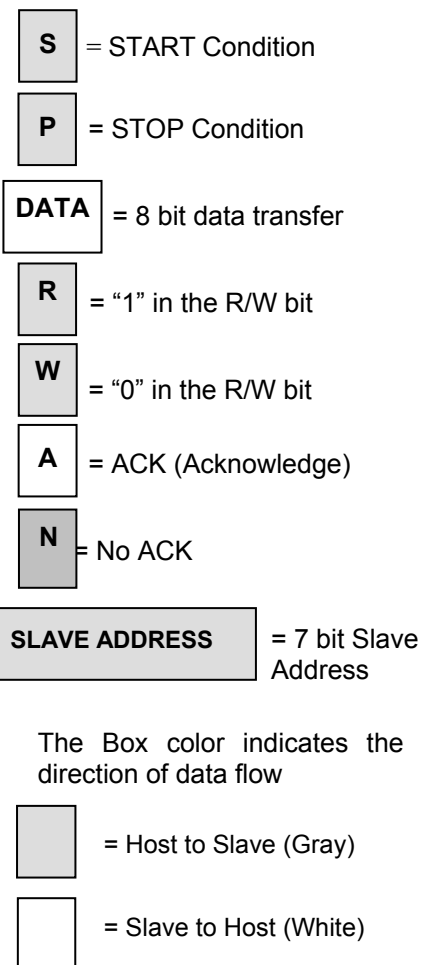 S = START Condition
P = STOP Condition
DATA = 8 bit data transfer
R = “1” in the R/W bit
W = “0” in the R/W bit
A = ACK (Acknowledge)
N = No ACK
SLAVE ADDRESS = 7 bit Slave
Address
The Box color indicates the
direction of data flow
= Host to Slave (Gray)
= Slave to Host (White)